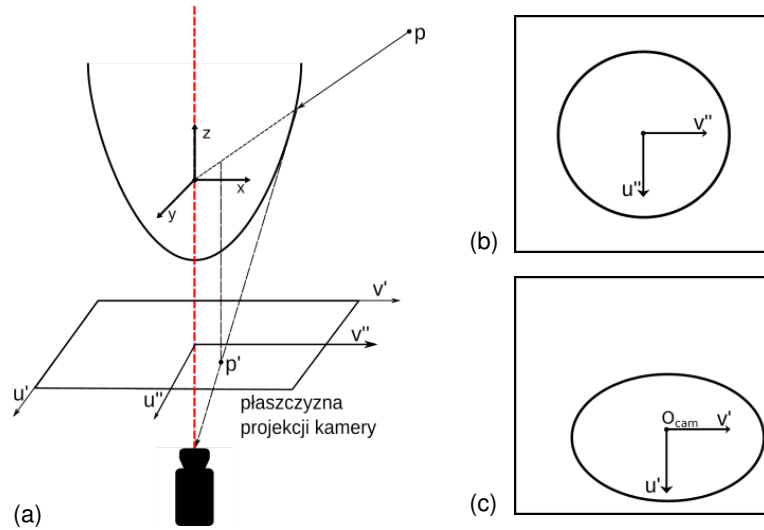 p
z
x
y
v'
v''
p'
u'
u''
płaszczyzna
projekcji kamery
(a)
v''
u''
(b)
O_cam
v'
u'
(c)